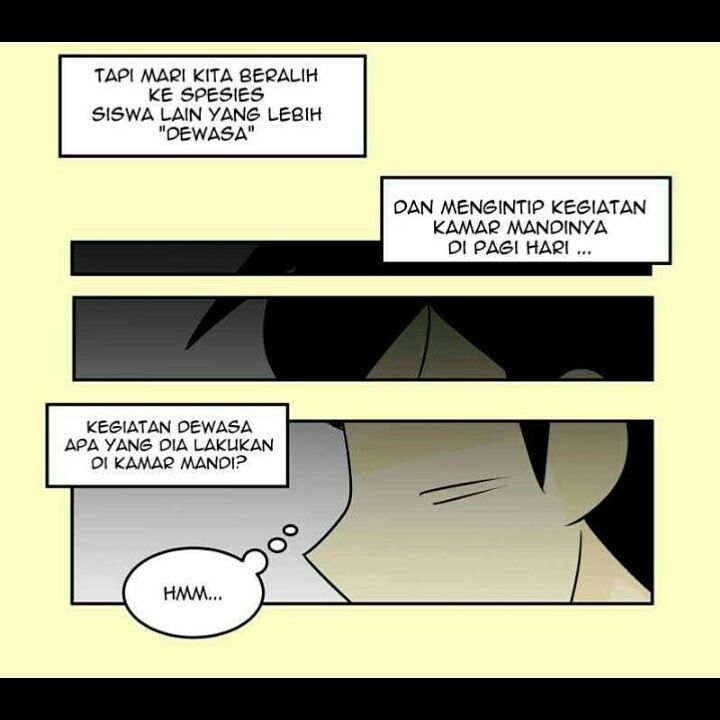 TAPI MARI KITA BERALIH
KE SPESIES
SISWA LAIN YANG LEBIH
"DEWASA"
DAN MENGINTIP KEGIATAN
KAMAR MANDINYA
DI PAGI HARI ...
KEGIATAN DEWASA
APA YANG DIA LAKUKAN
DI KAMAR MANDI?
HMM...